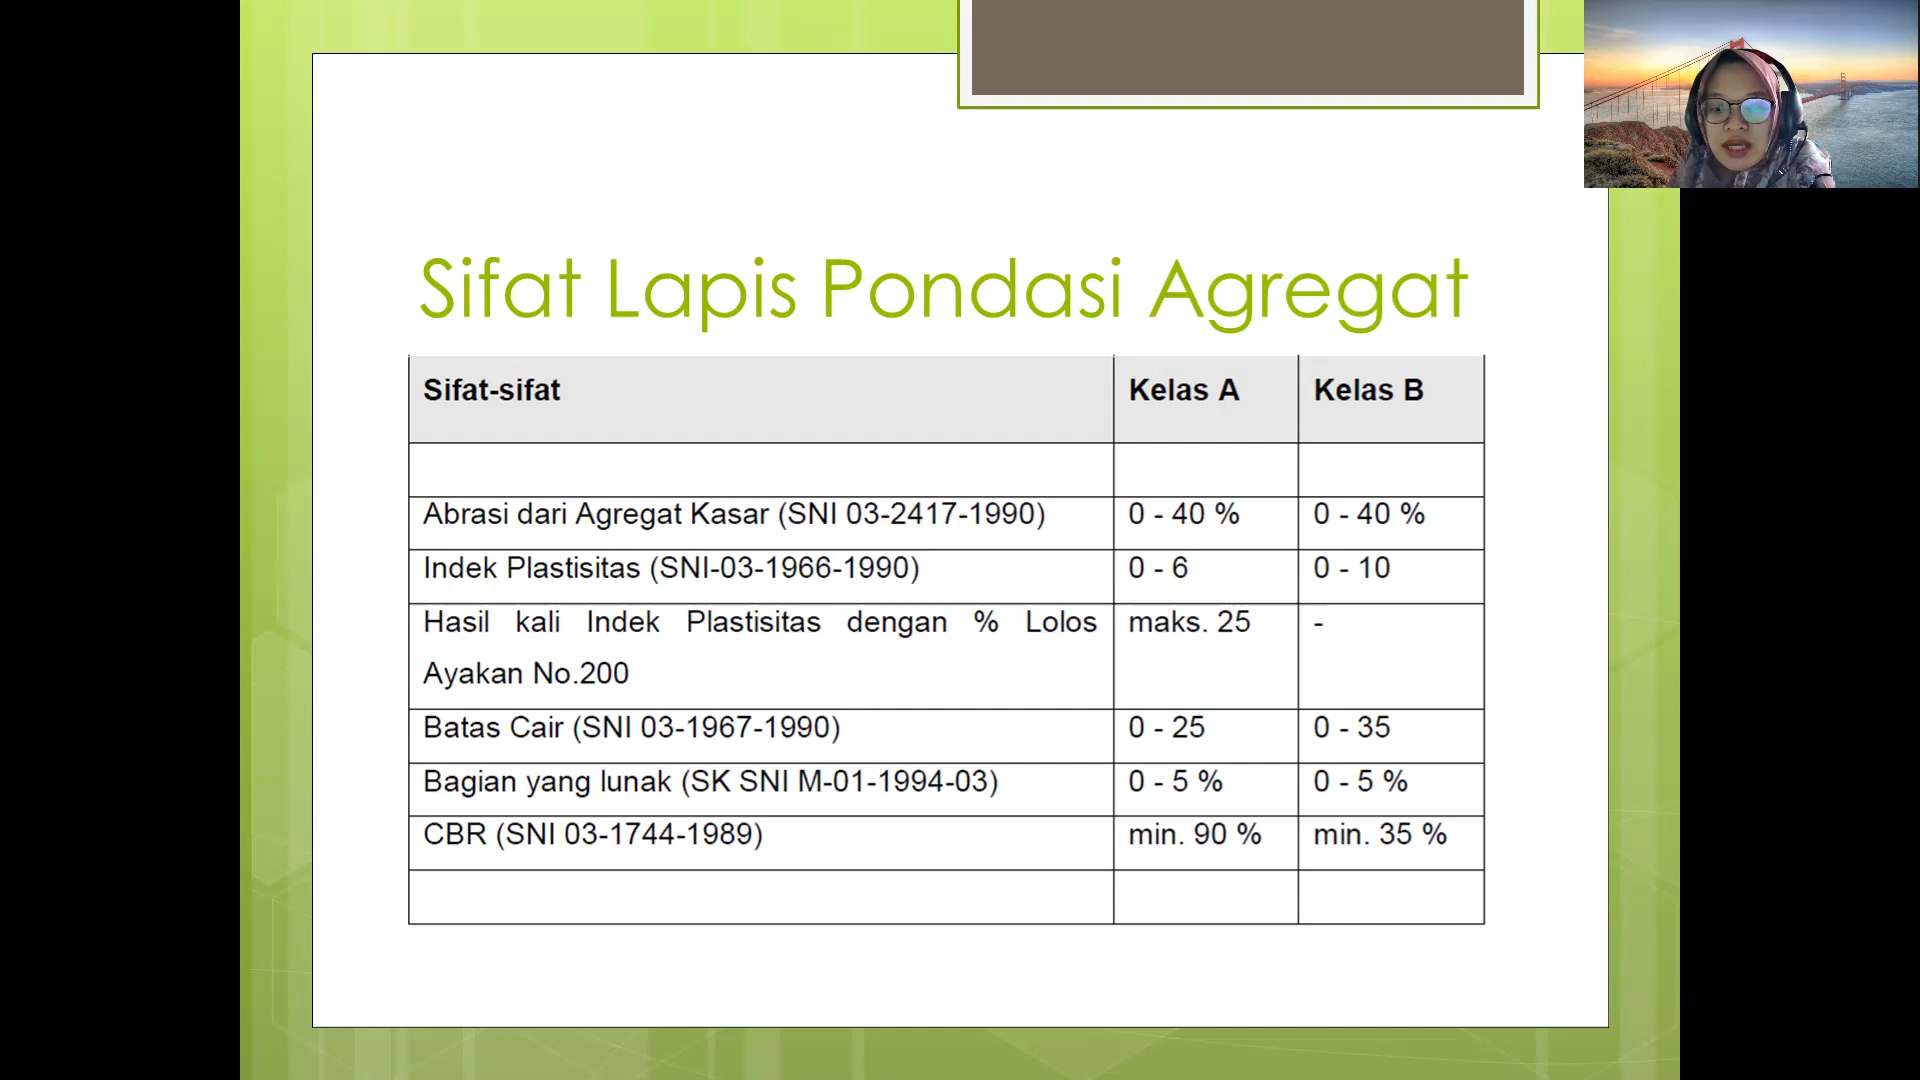 Sifat Lapis Pondasi Agregat
Sifat-sifat Kelas A Kelas B
Abrasi dari Agregat Kasar (SNI 03-2417-1990) 0 - 40 % 0 - 40 %
Indek Plastisitas (SNI-03-1966-1990) 0 - 6 0 - 10
Hasil kali Indek Plastisitas dengan % Lolos maks. 25 -
Ayakan No.200
Batas Cair (SNI 03-1967-1990) 0 - 25 0 - 35
Bagian yang lunak (SK SNI M-01-1994-03) 0 - 5 % 0 - 5 %
CBR (SNI 03-1744-1989) min. 90 % min. 35 %